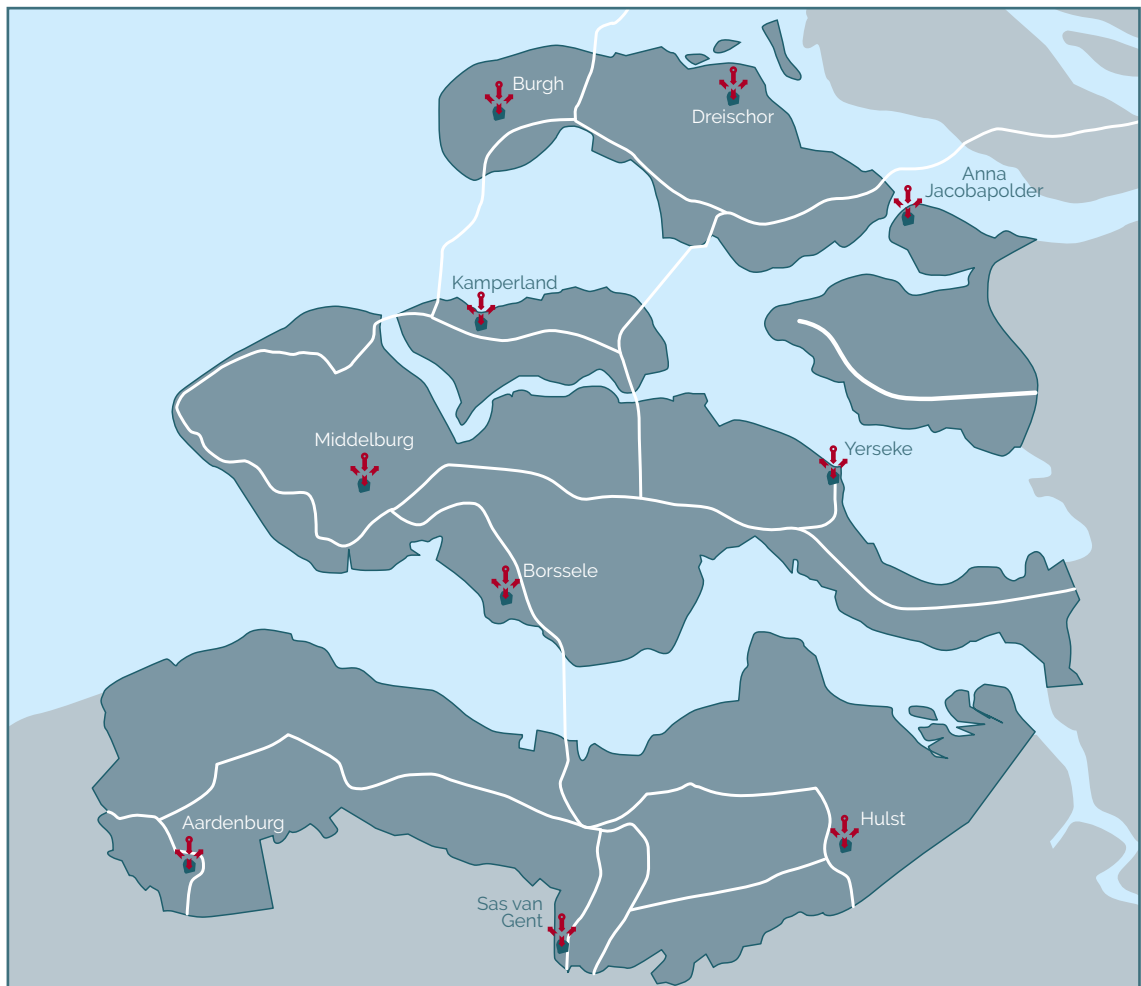 Burgh
Dreischor
Anna
Jacobapolder
Kamperland
Middelburg
Yerseke
Borssele
Aardenburg
Hulst
Sas van
Gent